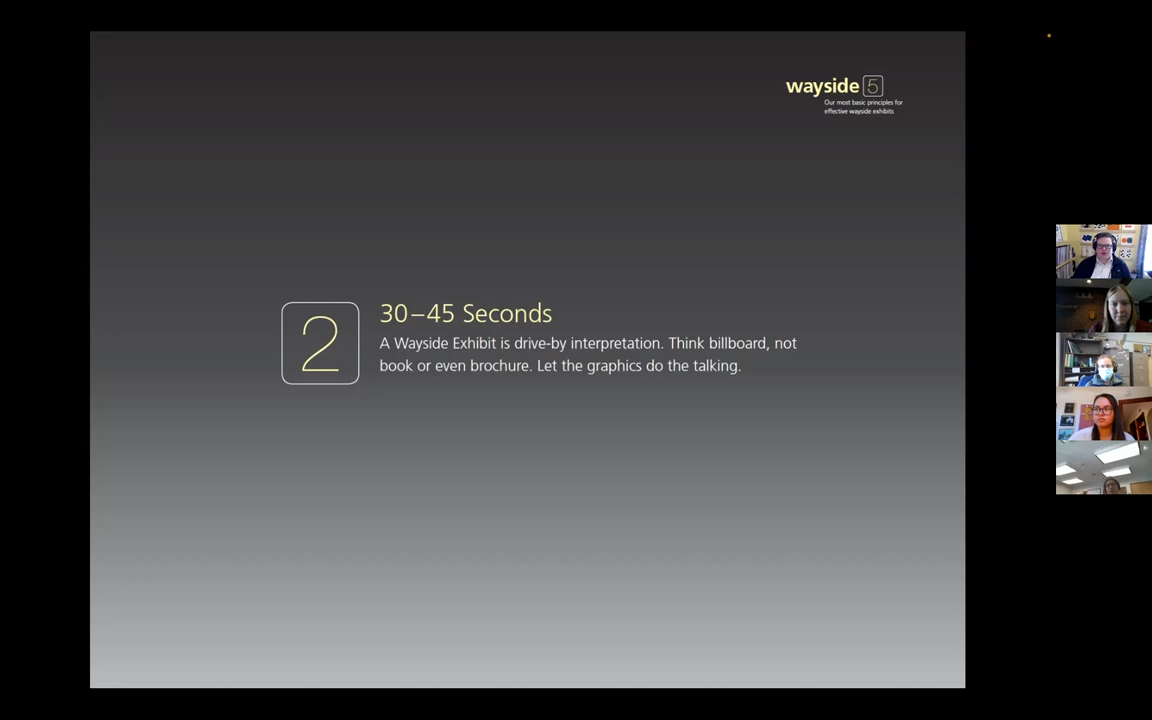 wayside 5
Our most basic principles for
effective wayside exhibits
2
30–45 Seconds
A Wayside Exhibit is drive-by interpretation. Think billboard, not
book or even brochure. Let the graphics do the talking.